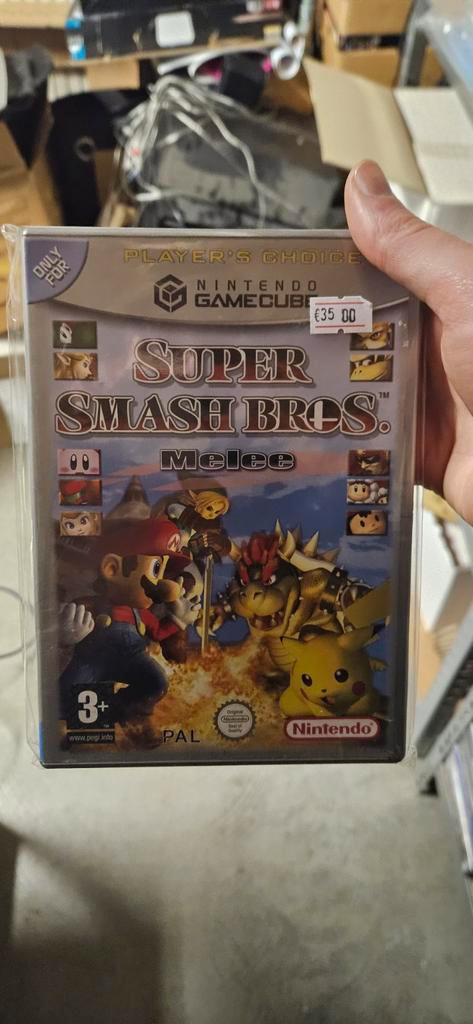 ONLY
FOR
PLAYER'S CHOICE
NINTENDO
GAMECUBE
€35 00
SUPER
SMASH BROS.™
Melee
3+
www.pegi.info
PAL
Original
Nintendo
Seal of
Quality
Nintendo®